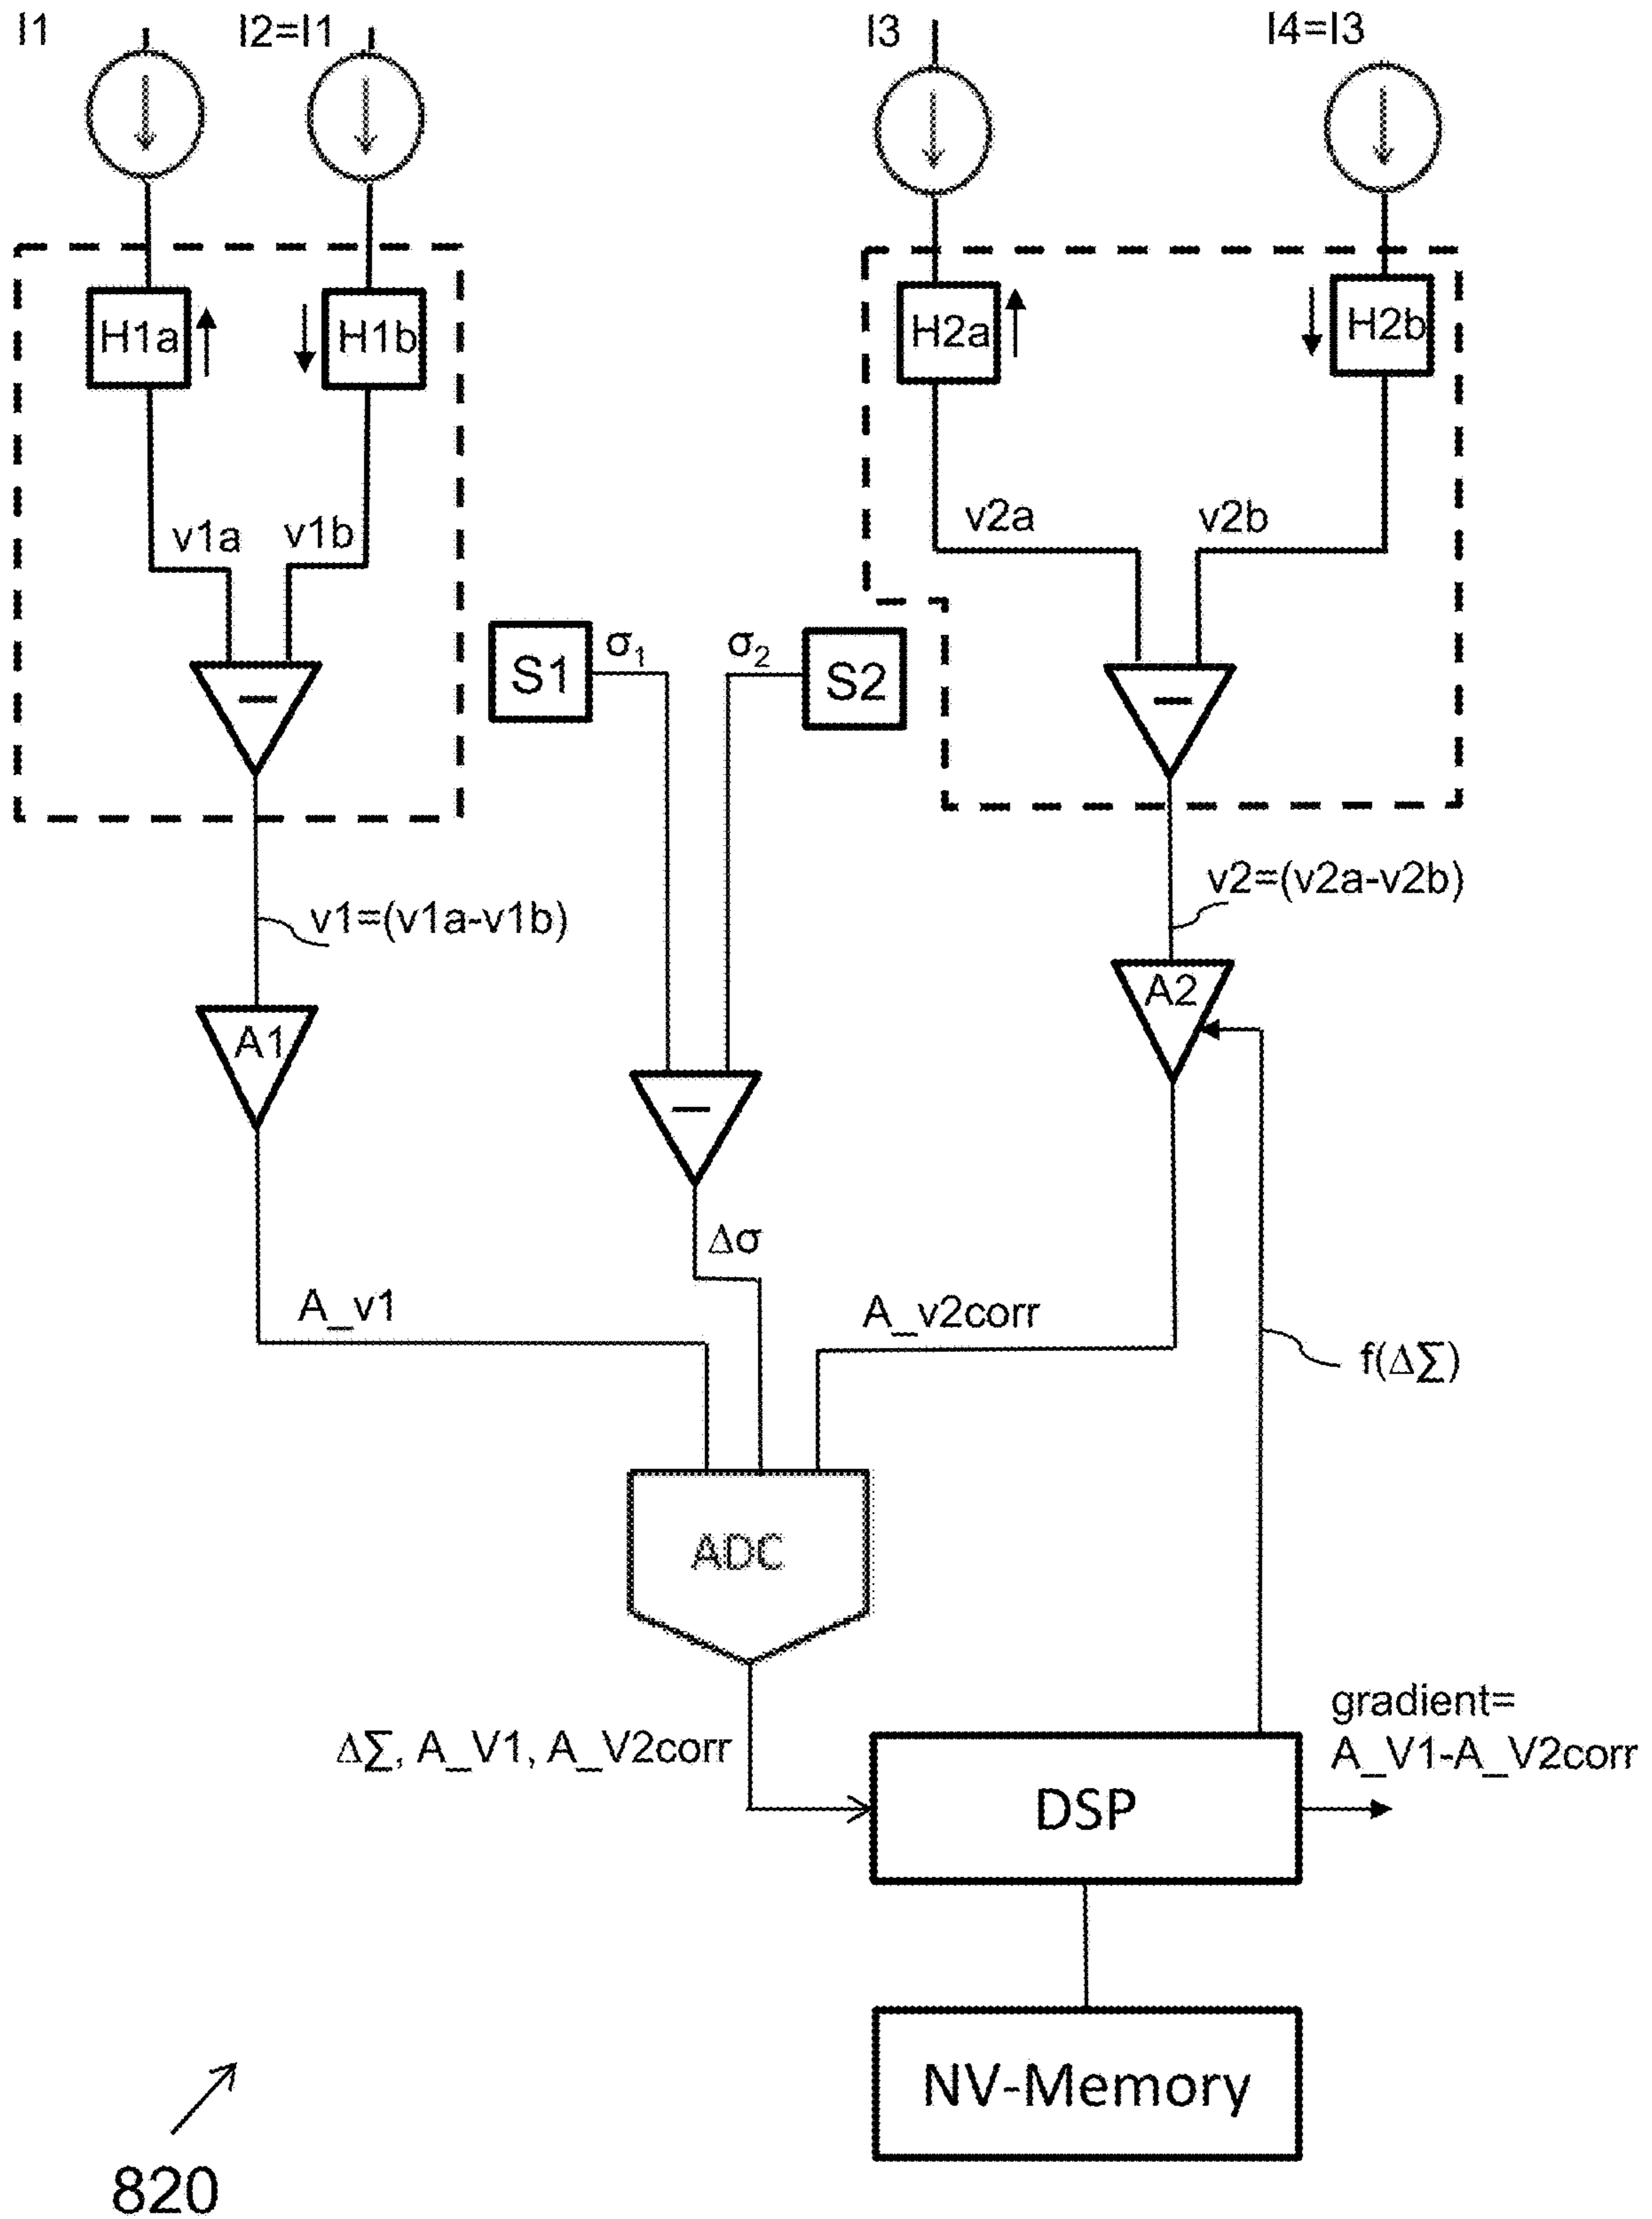 I1
I2=I1
I3
I4=I3
H1a
H1b
H2a
H2b
v1a
v1b
v2a
v2b
S1
σ1
σ2
S2
–
–
v1=(v1a-v1b)
v2=(v2a-v2b)
A1
A2
–
Δσ
A_v1
A_v2corr
f(Δ∑)
ADC
Δ∑, A_V1, A_V2corr
gradient=
A_V1-A_V2corr
DSP
NV-Memory
820